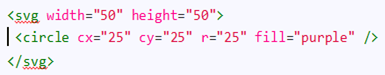 <svg width="50" height="50">
<circle cx="25" cy="25" r="25" fill="purple" />
</svg>